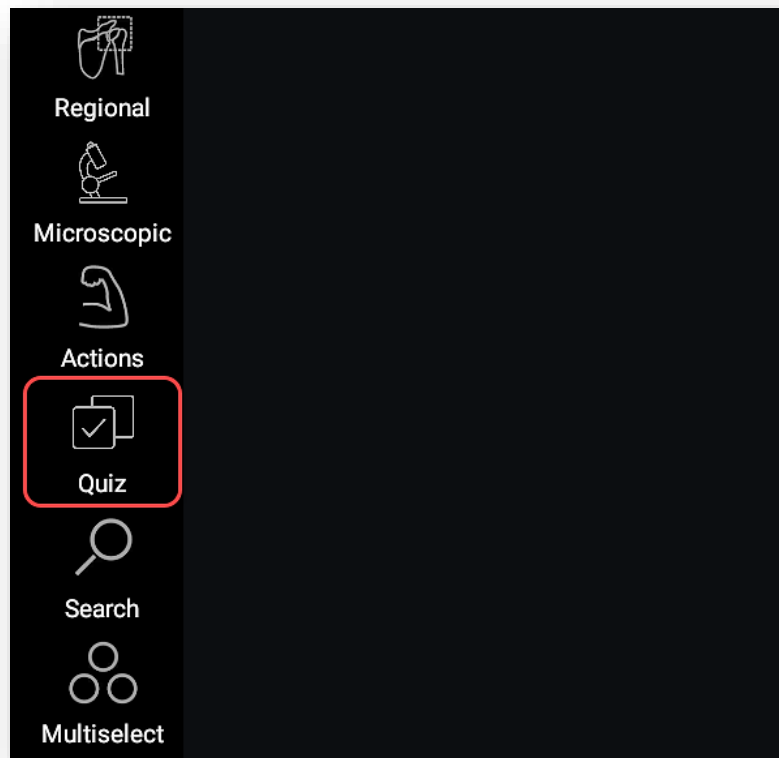 Regional
Microscopic
Actions
Quiz
Search
Multiselect